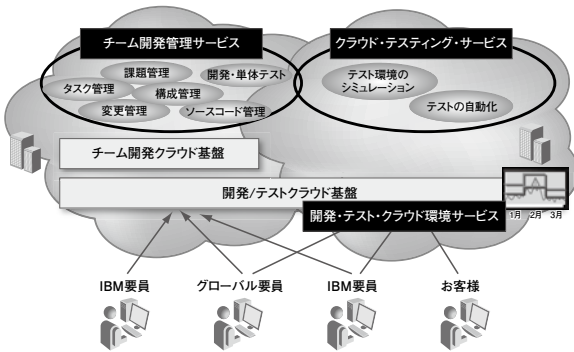 チーム開発管理サービス
クラウド・テスティング・サービス
課題管理
開発・単体テスト
タスク管理
構成管理
変更管理
ソースコード管理
テスト環境の
シミュレーション
テストの自動化
チーム開発クラウド基盤
開発/テストクラウド基盤
開発・テスト・クラウド環境サービス
1月 2月 3月
IBM要員
グローバル要員
IBM要員
お客様